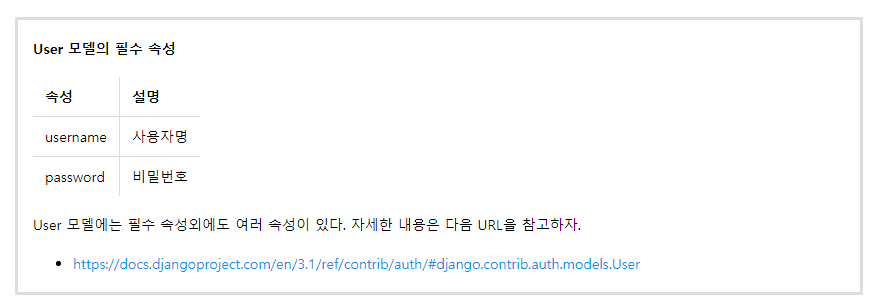 User 모델의 필수 속성
속성 설명
username 사용자명
password 비밀번호
User 모델에는 필수 속성외에도 여러 속성이 있다. 자세한 내용은 다음 URL을 참고하자.
• https://docs.djangoproject.com/en/3.1/ref/contrib/auth/#django.contrib.auth.models.User